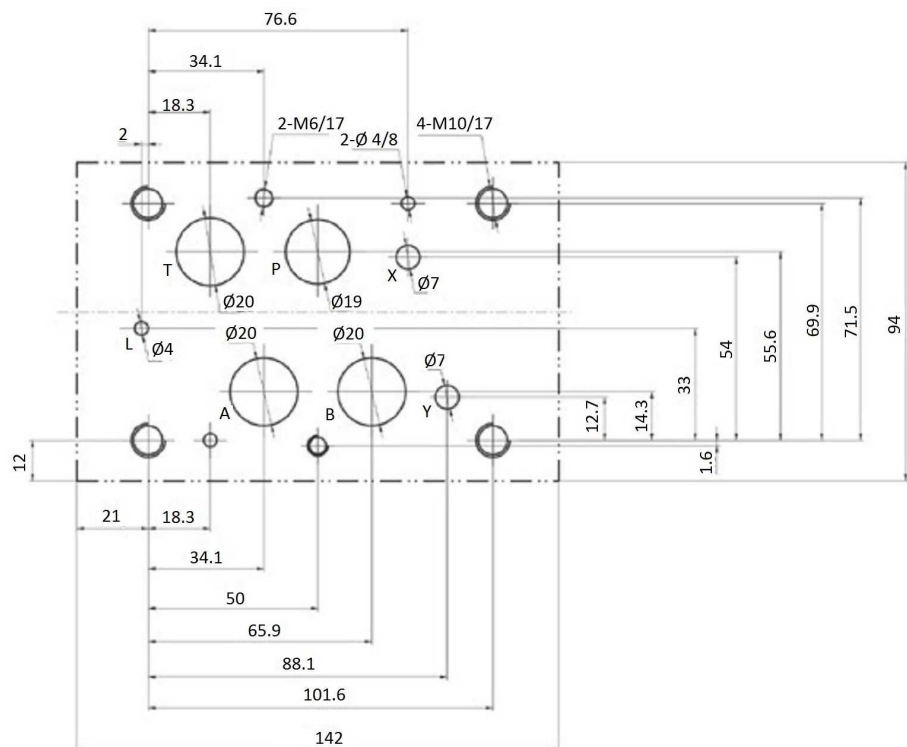 76.6
34.1
18.3
2
2-M6/17
2-Ø 4/8
4-M10/17
T
P
X
Ø7
Ø20
Ø19
L
Ø4
Ø20
Ø20
Ø7
A
B
Y
12.7
14.3
33
54
55.6
69.9
71.5
94
1.6
12
21
18.3
34.1
50
65.9
88.1
101.6
142